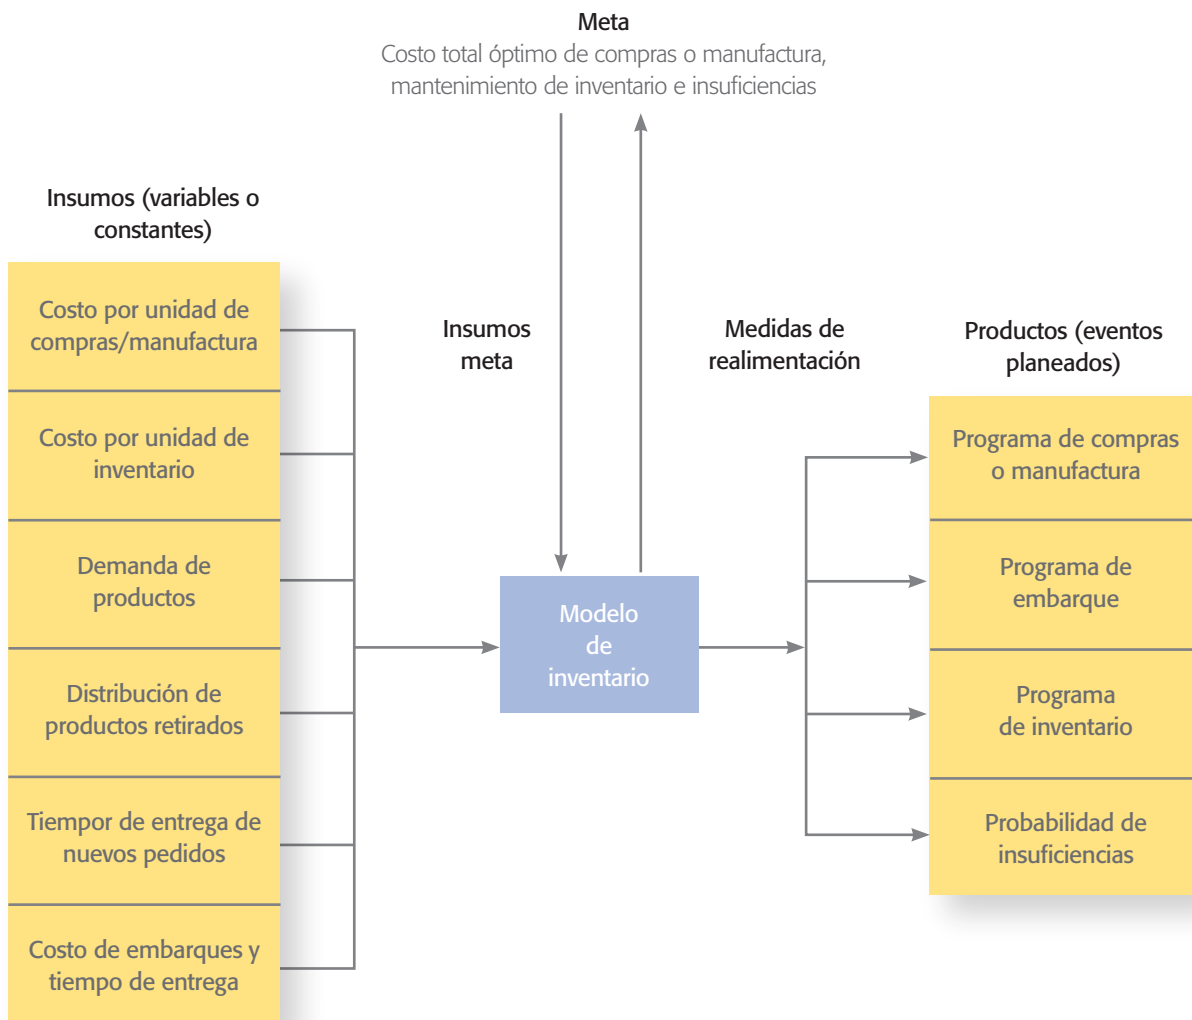 Meta
Costo total óptimo de compras o manufactura,
mantenimiento de inventario e insuficiencias
Insumos (variables o
constantes)
Costo por unidad de
compras/manufactura
Costo por unidad de
inventario
Demanda de
productos
Distribución de
productos retirados
Tiempor de entrega de
nuevos pedidos
Costo de embarques y
tiempo de entrega
Insumos
meta
Modelo
de
inventario
Medidas de
realimentación
Productos (eventos
planeados)
Programa de compras
o manufactura
Programa de
embarque
Programa
de inventario
Probabilidad de
insuficiencias